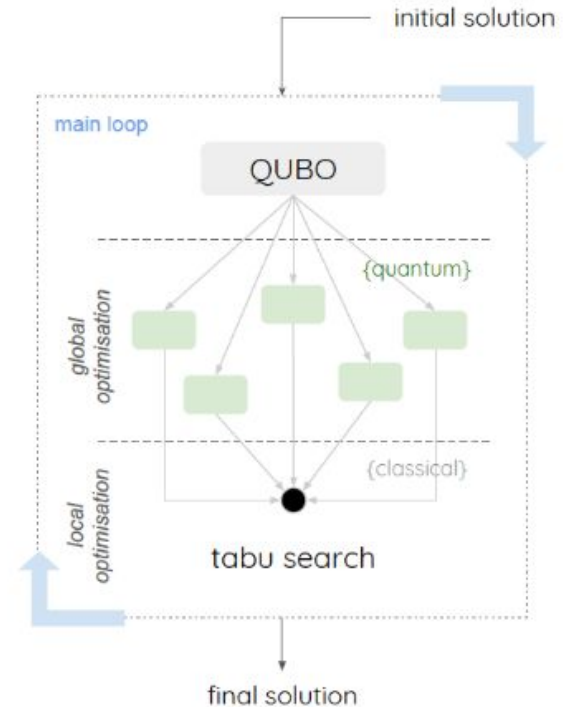 initial solution
main loop
QUBO
{quantum}
global
optimisation
{classical}
local
optimisation
tabu search
final solution